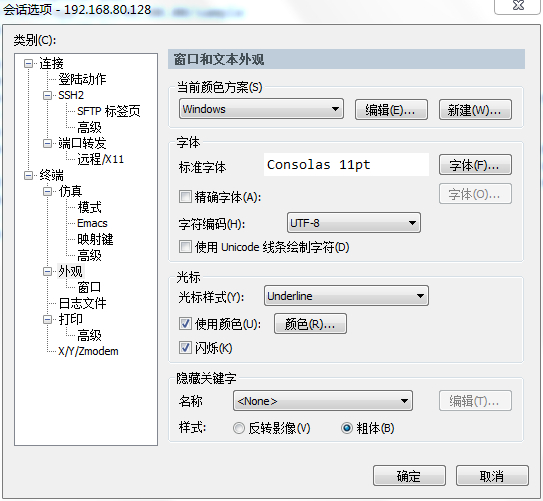 会话选项 - 192.168.80.128
类别(C):
连接
登陆动作
SSH2
SFTP 标签页
高级
端口转发
远程/X11
终端
仿真
模式
Emacs
映射键
高级
外观
窗口
日志文件
打印
高级
X/Y/Zmodem
窗口和文本外观
当前颜色方案(S)
Windows
编辑(E)...
新建(W)...
字体
标准字体
Consolas 11pt
字体(F)...
精确字体(A):
字体(O)...
字符编码(H):
UTF-8
使用 Unicode 线条绘制字符(D)
光标
光标样式(Y):
Underline
使用颜色(U):
颜色(R)...
闪烁(K)
隐藏关键字
名称
<None>
编辑(T)...
样式:
反转影像(V)
粗体(B)
确定
取消